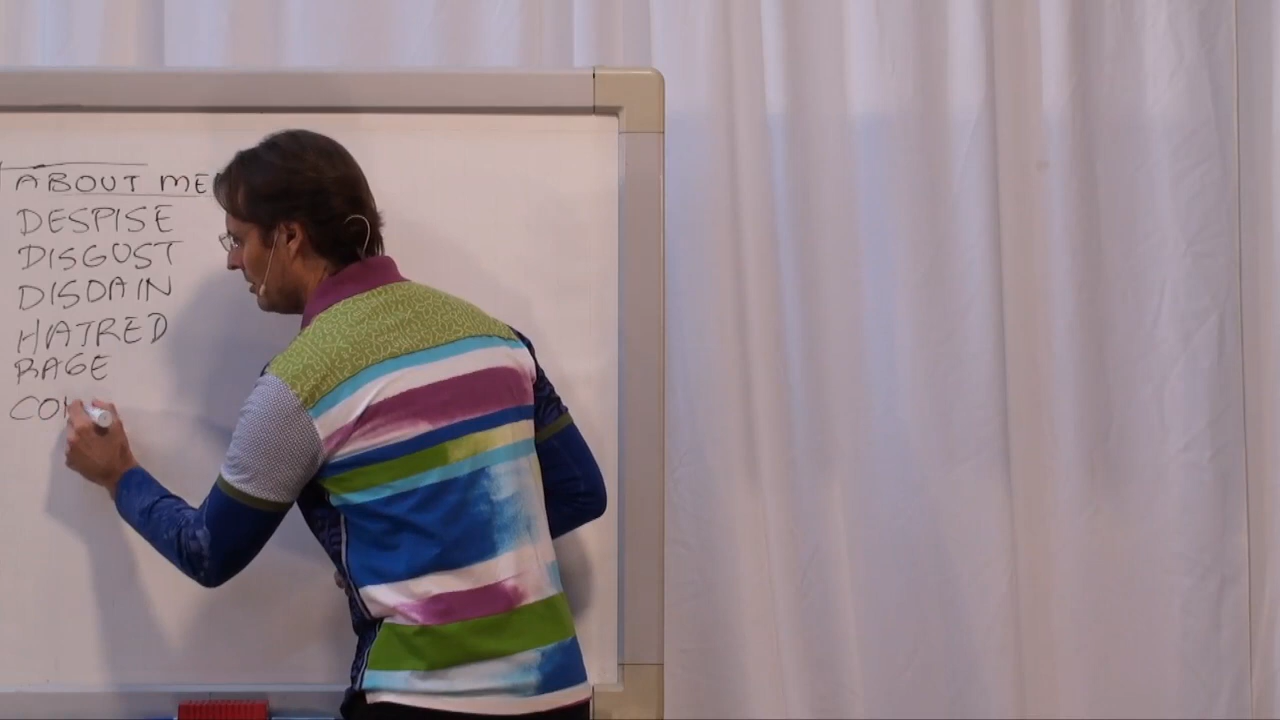 ABOUT ME
DESPISE
DISGUST
DISDAIN
HATRED
RAGE
CO